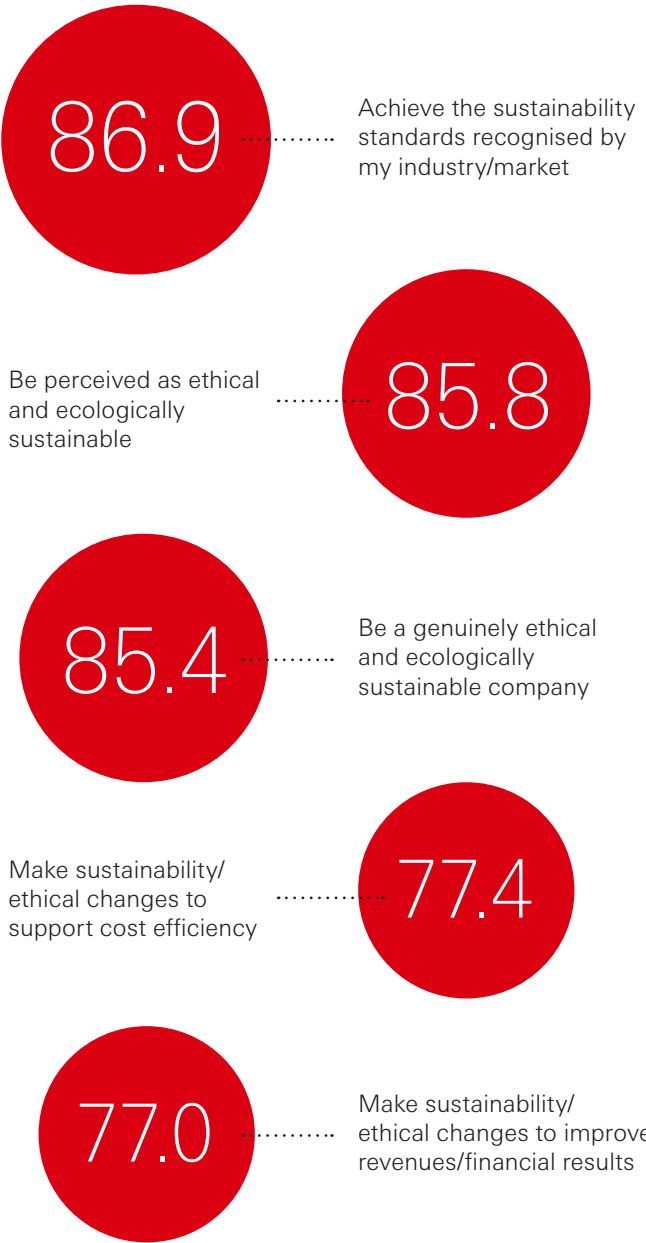 86.9
Achieve the sustainability
standards recognised by
my industry/market
Be perceived as ethical
and ecologically
sustainable
85.8
85.4
Be a genuinely ethical
and ecologically
sustainable company
Make sustainability/
ethical changes to
support cost efficiency
77.4
77.0
Make sustainability/
ethical changes to improve
revenues/financial results